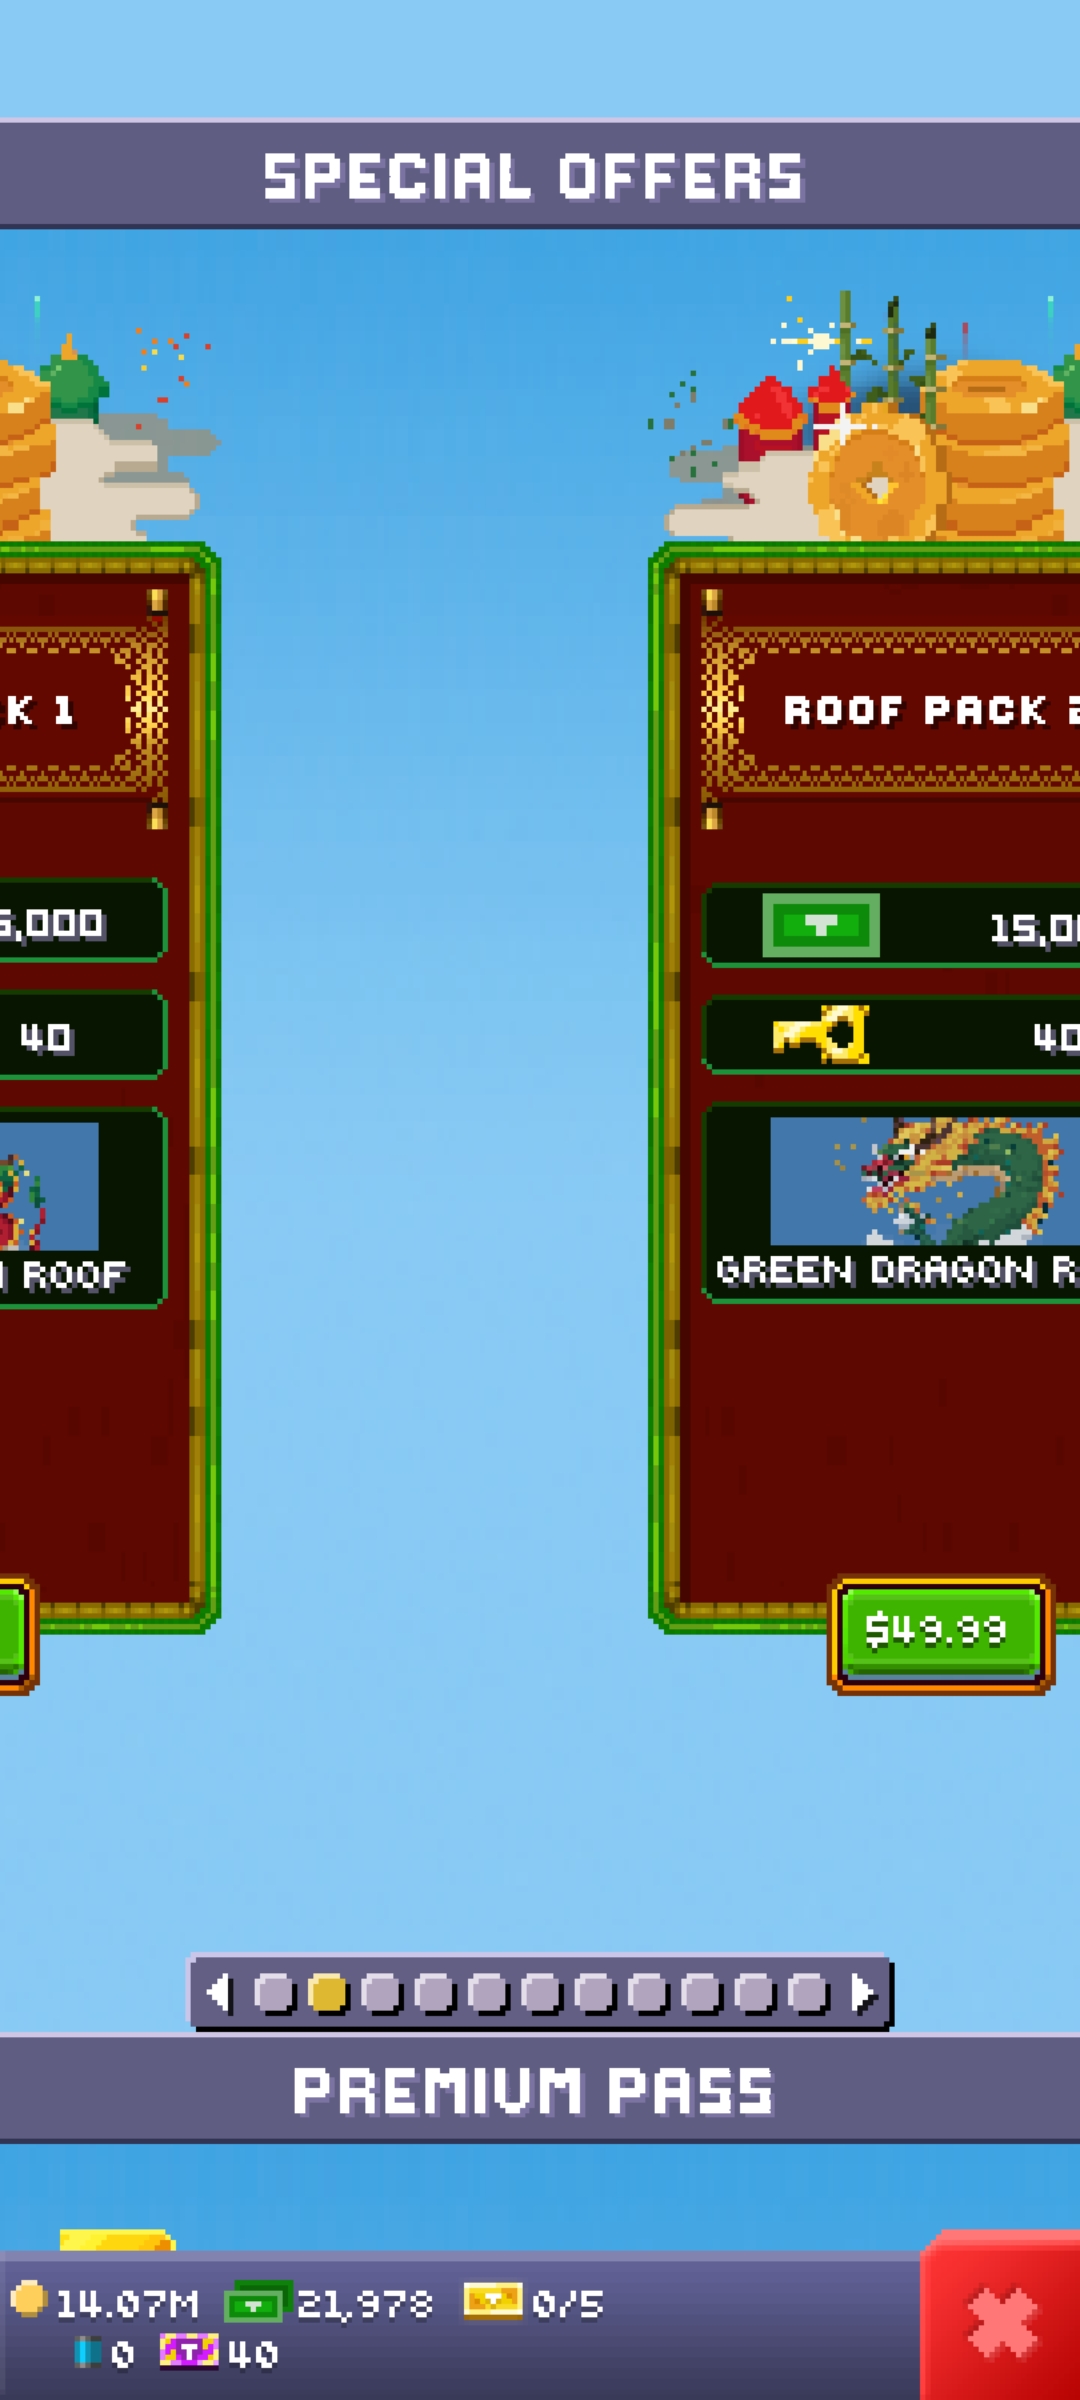 SPECIAL OFFERS
K 1
ROOF PACK
5,000
15,0
40
40
ROOF
GREEN DRAGON R
$49.99
PREMIUM PASS
14.07M 21,978 0/5
0 40